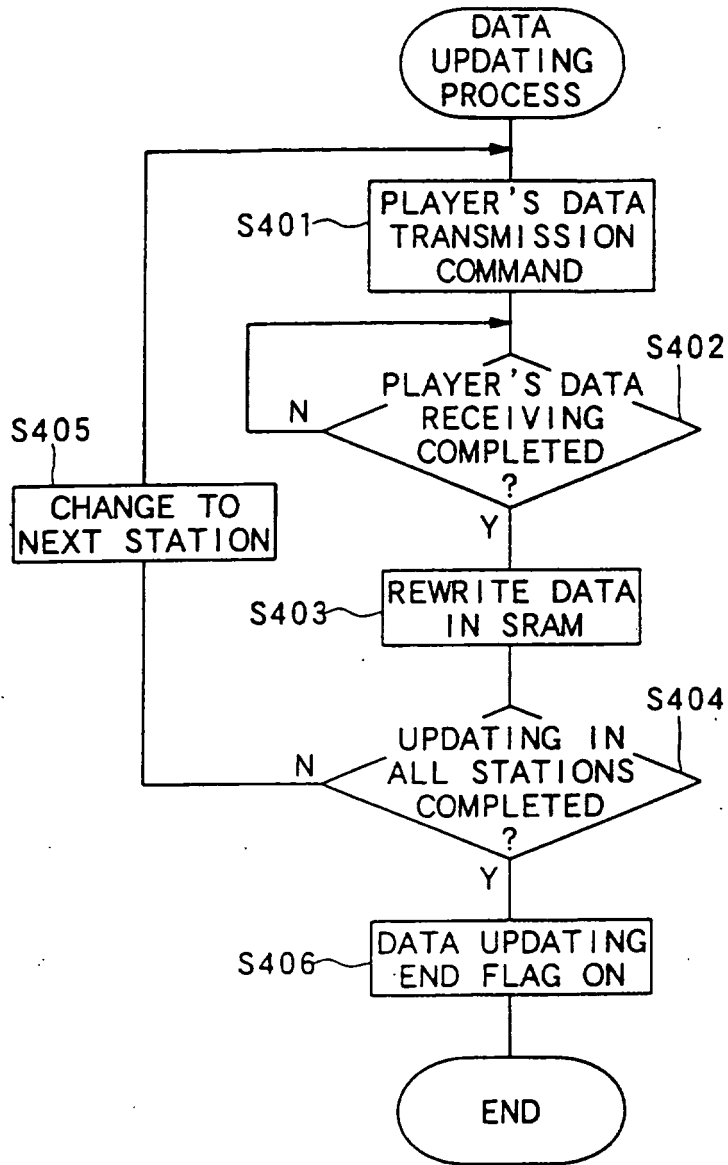 DATA
UPDATING
PROCESS
S401
PLAYER'S DATA
TRANSMISSION
COMMAND
S402
PLAYER'S DATA
RECEIVING
COMPLETED
?
N
Y
S405
CHANGE TO
NEXT STATION
S403
REWRITE DATA
IN SRAM
S404
UPDATING IN
ALL STATIONS
COMPLETED
?
N
Y
S406
DATA UPDATING
END FLAG ON
END